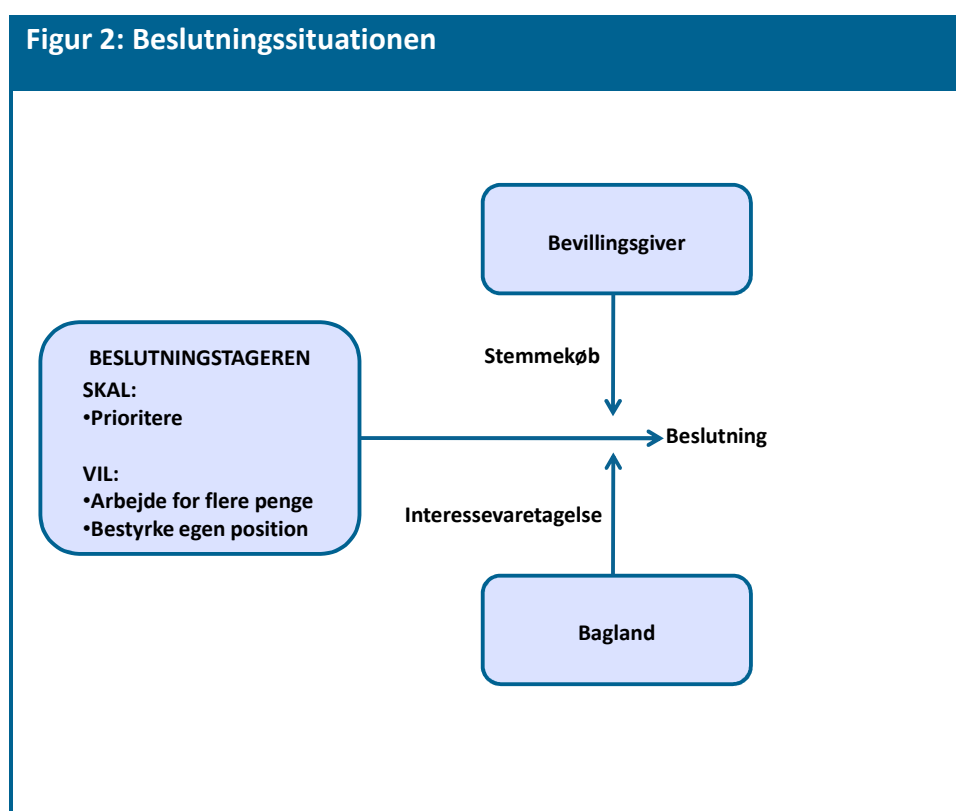 Figur 2: Beslutningssituationen
Bevillingsgiver
Stemmekøb
BESLUTNINGSTAGEREN
SKAL:
•Prioritere
VIL:
•Arbejde for flere penge
•Bestyrke egen position
Beslutning
Interessevaretagelse
Bagland